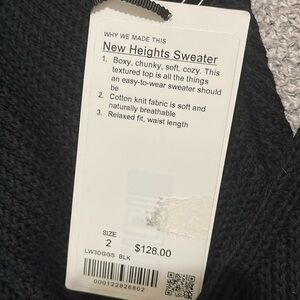 WHY WE MADE THIS
New Heights Sweater
1. Boxy, chunky, soft, cozy. This
textured top is all the things
an easy-to-wear sweater should
be
2. Cotton knit fabric is soft and
naturally breathable
3. Relaxed fit, waist length
SIZE
2 $128.00
LW3DGGS BLK
000122826802